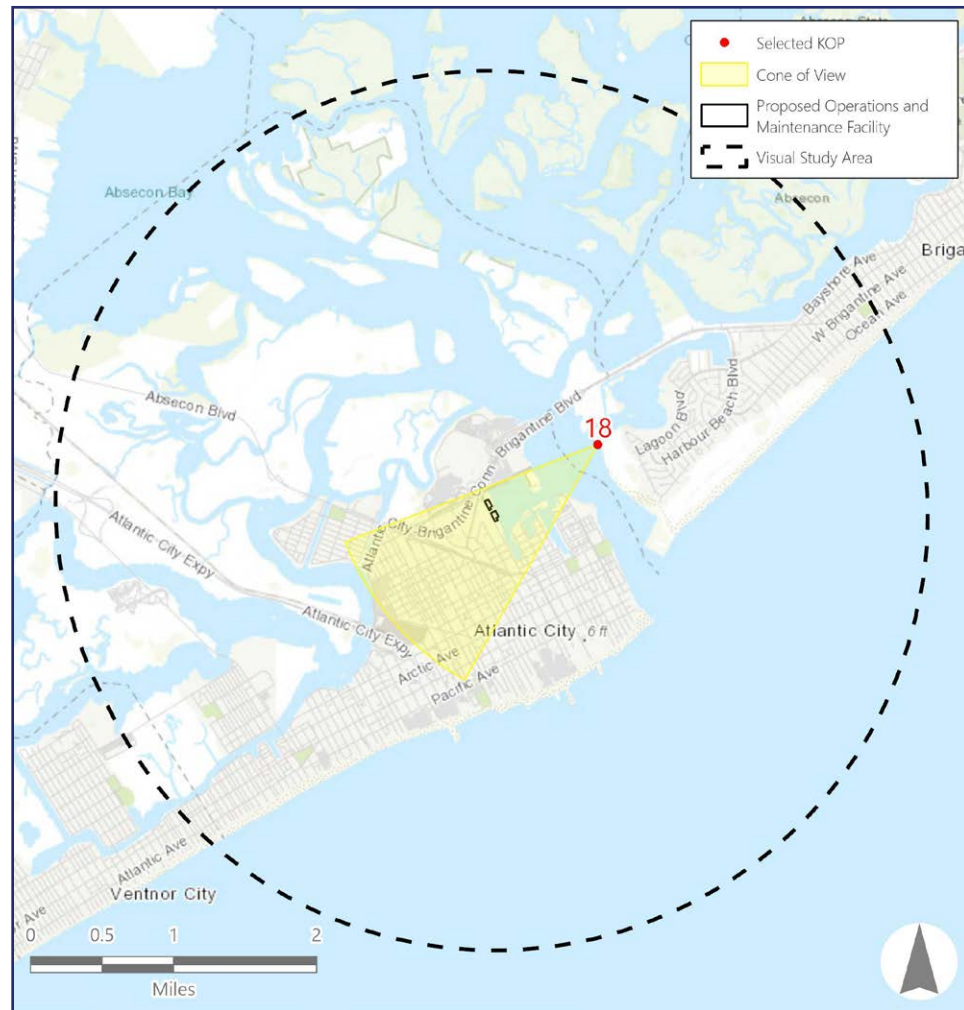 Selected KOP
Cone of View
Proposed Operations and
Maintenance Facility
Visual Study Area
Absecon Bay
Absecon
Bayshore Ave
W Brigantine Ave
Ocean Ave
Absecon Blvd
18
Brigantine Blvd
Lagoon Blvd
Harbour Beach Blvd
Atlantic City-Brigantine Conn
Atlantic City Expy
Atlantic City Expy
Atlantic City 6 ft
Arctic Ave
Pacific Ave
Atlantic Ave
Ventnor City
0 0.5 1 2
Miles